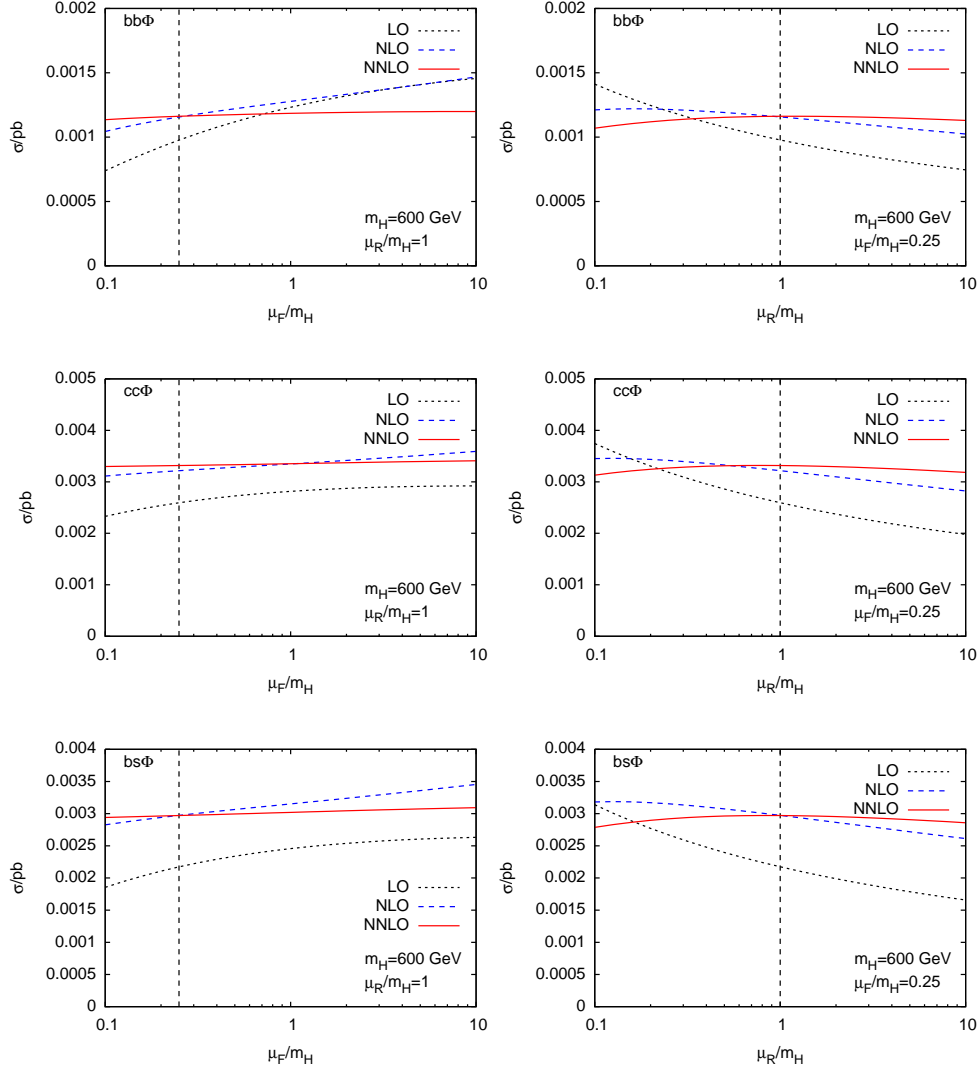 bbΦ
LO
NLO
NNLO
σ/pb
0.002
0.0015
0.001
0.0005
0
m_H=600 GeV
μ_R/m_H=1
0.1 1 10
μ_F/m_H
bbΦ
LO
NLO
NNLO
σ/pb
0.002
0.0015
0.001
0.0005
0
m_H=600 GeV
μ_F/m_H=0.25
0.1 1 10
μ_R/m_H
ccΦ
LO
NLO
NNLO
σ/pb
0.005
0.004
0.003
0.002
0.001
0
m_H=600 GeV
μ_R/m_H=1
0.1 1 10
μ_F/m_H
ccΦ
LO
NLO
NNLO
σ/pb
0.005
0.004
0.003
0.002
0.001
0
m_H=600 GeV
μ_F/m_H=0.25
0.1 1 10
μ_R/m_H
bsΦ
σ/pb
0.004
0.0035
0.003
0.0025
0.002
0.0015
0.001
0.0005
0
LO
NLO
NNLO
m_H=600 GeV
μ_R/m_H=1
0.1 1 10
μ_F/m_H
bsΦ
LO
NLO
NNLO
σ/pb
0.004
0.0035
0.003
0.0025
0.002
0.0015
0.001
0.0005
0
m_H=600 GeV
μ_F/m_H=0.25
0.1 1 10
μ_R/m_H